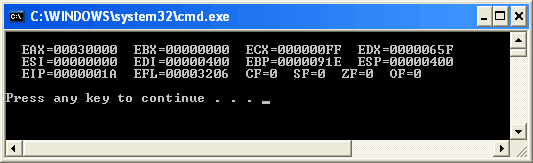 C:\WINDOWS\system32\cmd.exe
EAX=00030000 EBX=00000000 ECX=000000FF EDX=0000065F
ESI=00000000 EDI=00000400 EBP=0000091E ESP=00000400
EIP=0000001A EFL=00003206 CF=0 SF=0 ZF=0 OF=0
Press any key to continue . . . _